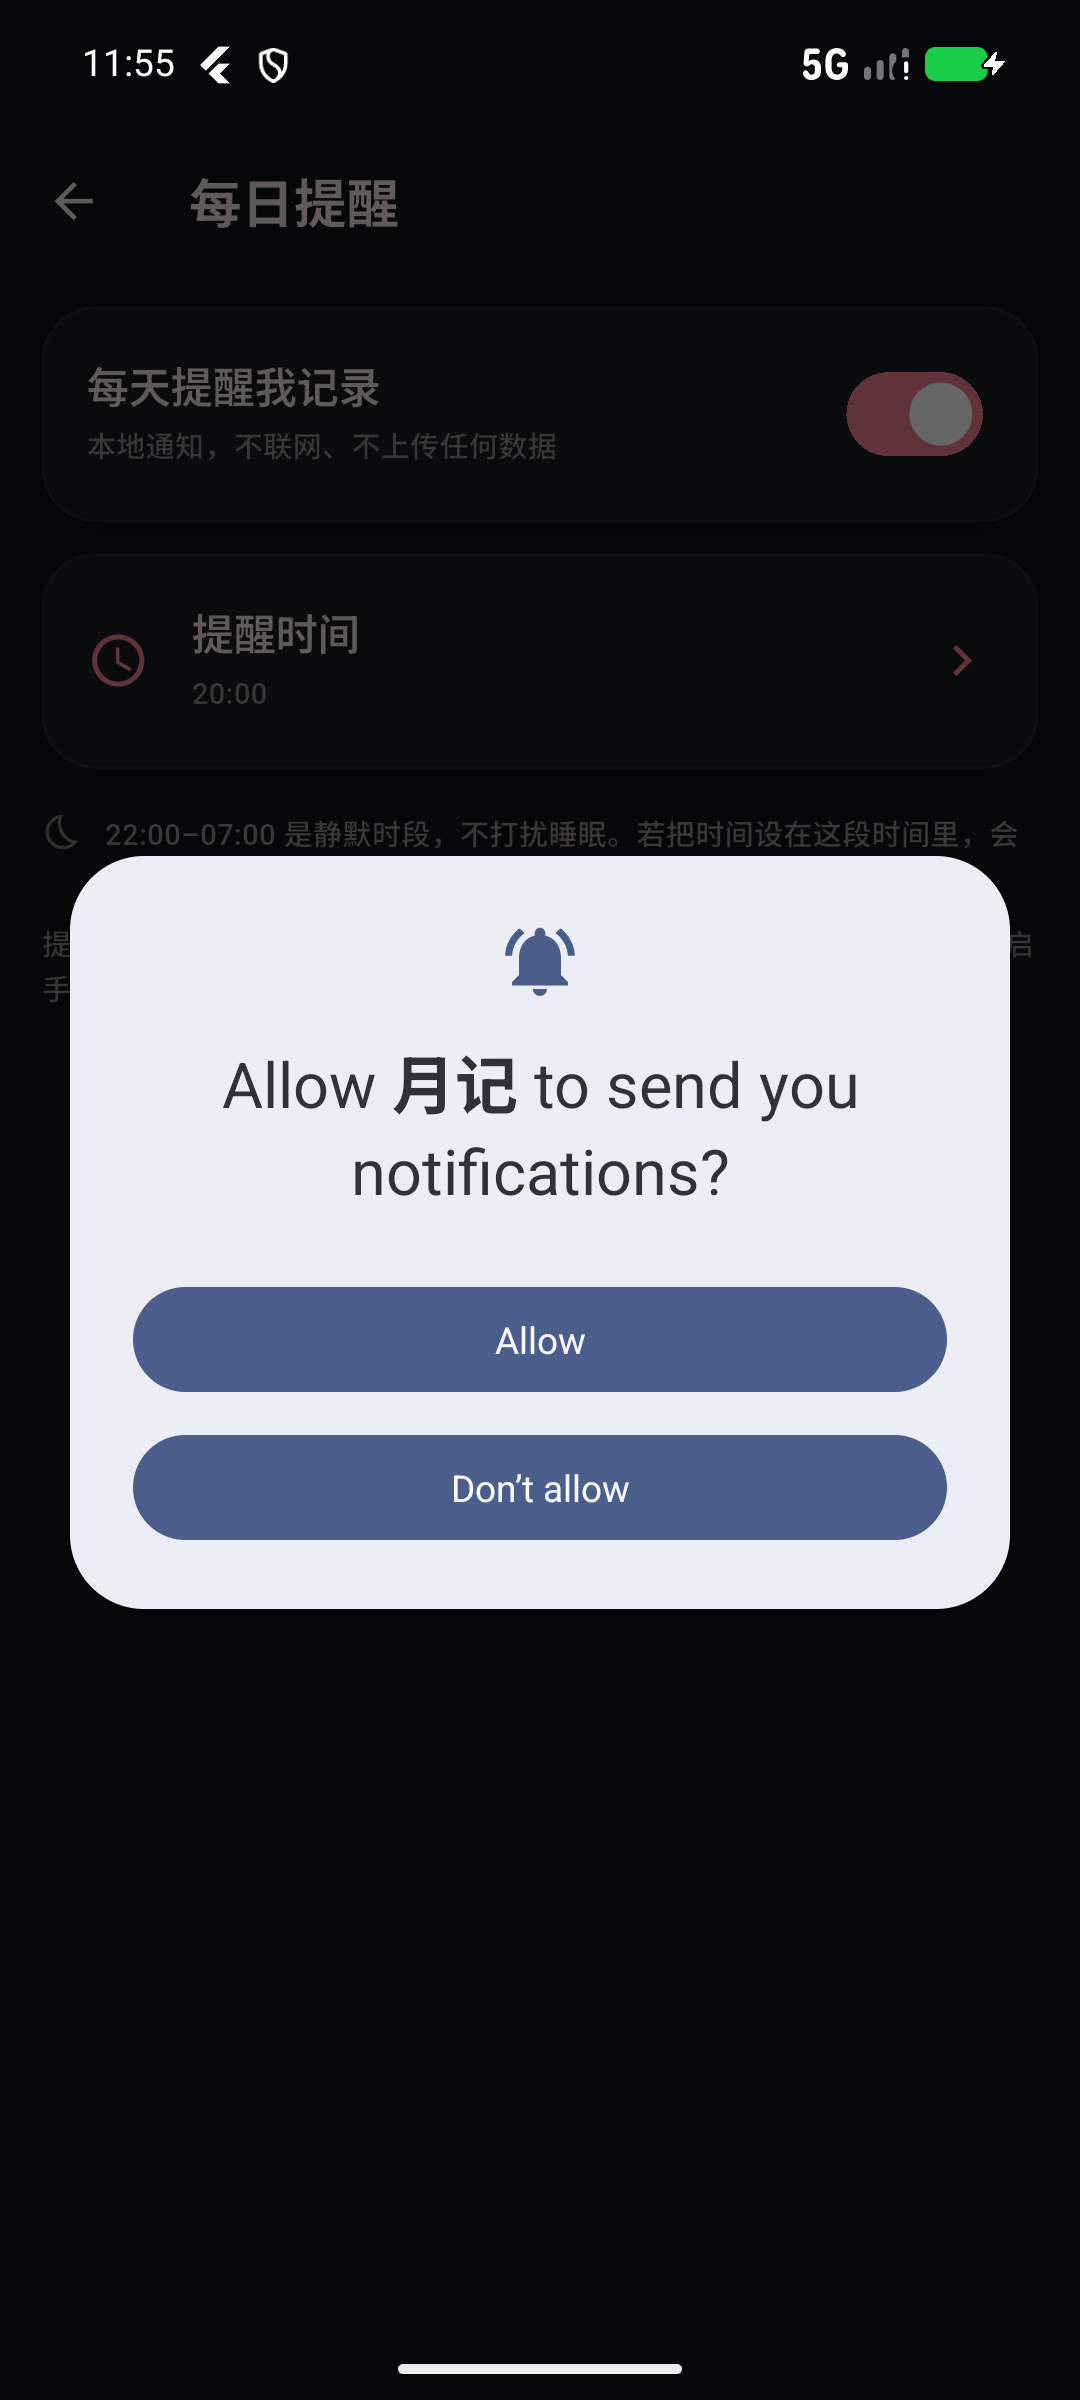 11:55
5G
每日提醒
每天提醒我记录
本地通知，不联网、不上传任何数据
提醒时间
20:00
22:00–07:00 是静默时段，不打扰睡眠。若把时间设在这段时间里，会
提
启
手
Allow 月记 to send you
notifications?
Allow
Don’t allow